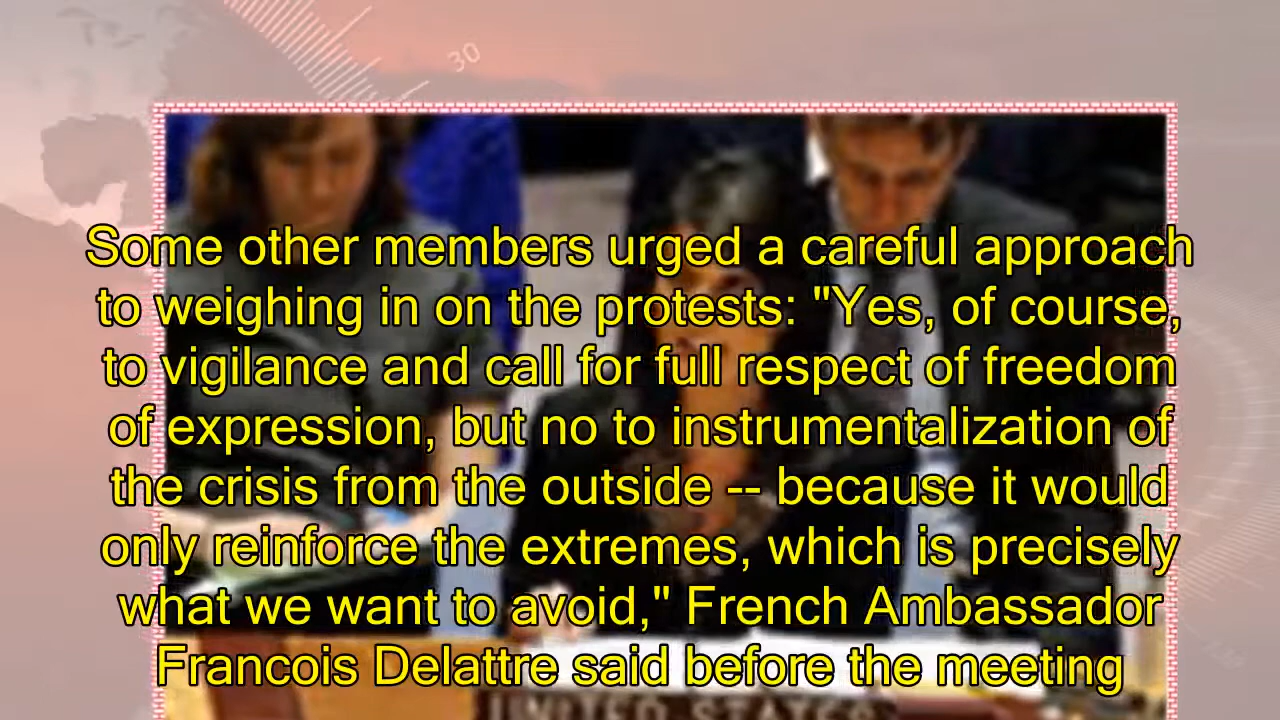 30
Some other members urged a careful approach
to weighing in on the protests: "Yes, of course,
to vigilance and call for full respect of freedom
of expression, but no to instrumentalization of
the crisis from the outside -- because it would
only reinforce the extremes, which is precisely
what we want to avoid," French Ambassador
Francois Delattre said before the meeting
UNITED STATES